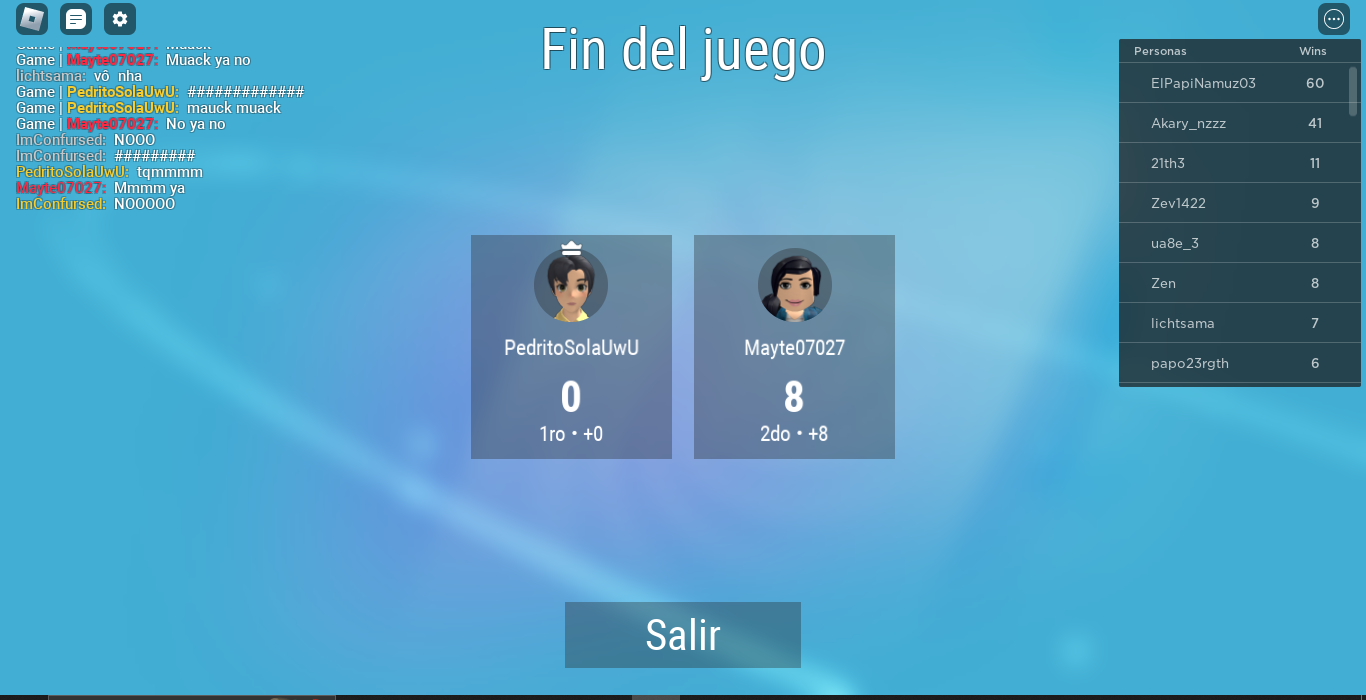 Fin del juego
Game | Mayte07027: Muack
Game | Mayte07027: Muack ya no
lichtsama: vô nha
Game | PedritoSolaUwU: #############
Game | PedritoSolaUwU: mauck muack
Game | Mayte07027: No ya no
ImConfursed: NOOO
ImConfursed: #########
PedritoSolaUwU: tqmmmm
Mayte07027: Mmmm ya
ImConfursed: NOOOOO
Personas Wins
ElPapiNamuz03 60
Akary_nzzz 41
21th3 11
Zev1422 9
ua8e_3 8
Zen 8
lichtsama 7
papo23rgth 6
PedritoSolaUwU
0
1ro • +0
Mayte07027
8
2do • +8
Salir